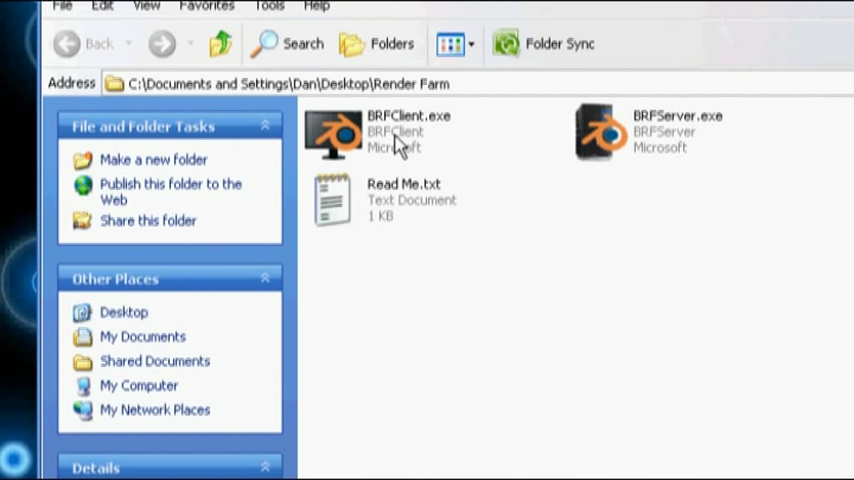 File Edit View Favorites Tools Help
Back Search Folders Folder Sync
Address C:\Documents and Settings\Dan\Desktop\Render Farm
File and Folder Tasks
Make a new folder
Publish this folder to the
Web
Share this folder
Other Places
Desktop
My Documents
Shared Documents
My Computer
My Network Places
Details
BRFClient.exe
BRFClient
Microsoft
BRFServer.exe
BRFServer
Microsoft
Read Me.txt
Text Document
1 KB